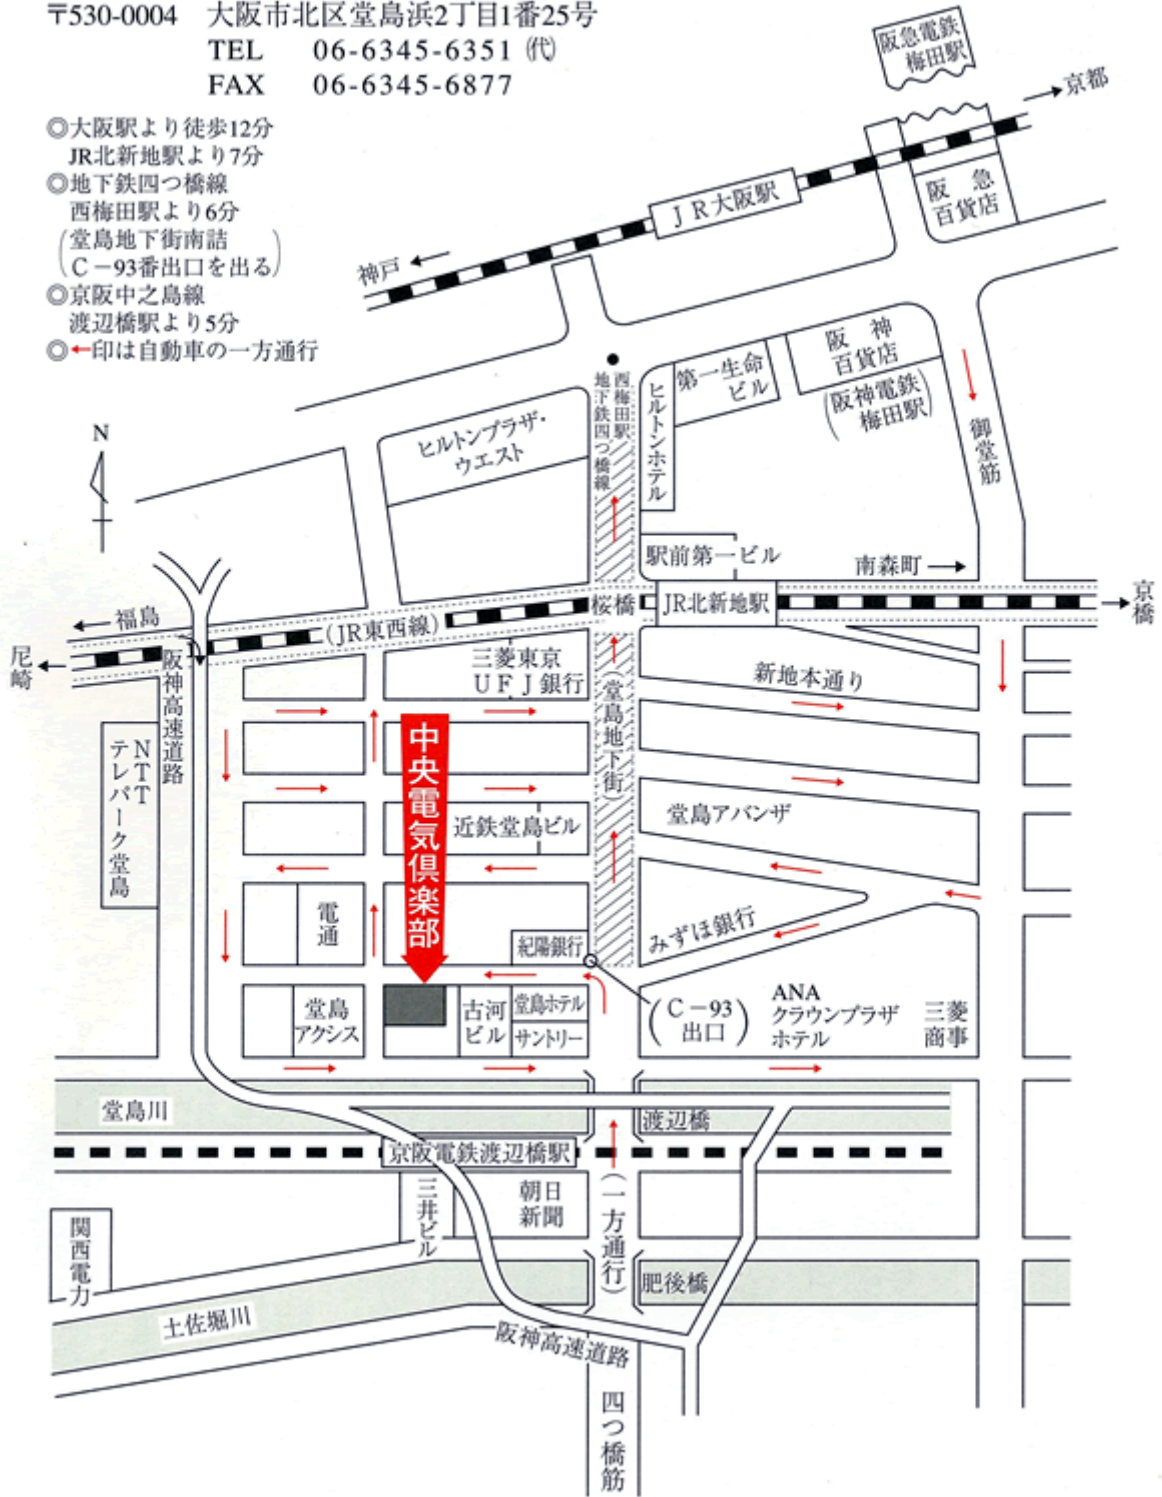 〒530-0004 大阪市北区堂島浜2丁目1番25号
TEL 06-6345-6351 ㈹
FAX 06-6345-6877
◎大阪駅より徒歩12分
JR北新地駅より7分
◎地下鉄四つ橋線
西梅田駅より6分
(堂島地下街南詰
C－93番出口を出る)
◎京阪中之島線
渡辺橋駅より5分
◎←印は自動車の一方通行
阪急電鉄
梅田駅
→京都
ＪＲ大阪駅
阪急
百貨店
神戸←
阪神
百貨店
(阪神電鉄
梅田駅)
第一生命
ビル
ヒルトンホテル
西梅田駅
地下鉄四つ橋線
御堂筋
ヒルトンプラザ・
ウエスト
N
駅前第一ビル
南森町→
桜橋
JR北新地駅
→京橋
←福島
(JR東西線)
尼崎←
阪神高速道路
三菱東京
ＵＦＪ銀行
新地本通り
(堂島地下街)
NTT
テレパーク堂島
中央電気倶楽部
近鉄堂島ビル
堂島アバンザ
電通
紀陽銀行
みずほ銀行
堂島
アクシス
古河
ビル
堂島ホテル
サントリー
(C－93
出口)
ANA
クラウンプラザ
ホテル
三菱
商事
堂島川
渡辺橋
京阪電鉄渡辺橋駅
三井ビル
朝日
新聞
(一方通行)
関西電力
肥後橋
土佐堀川
阪神高速道路
四つ橋筋